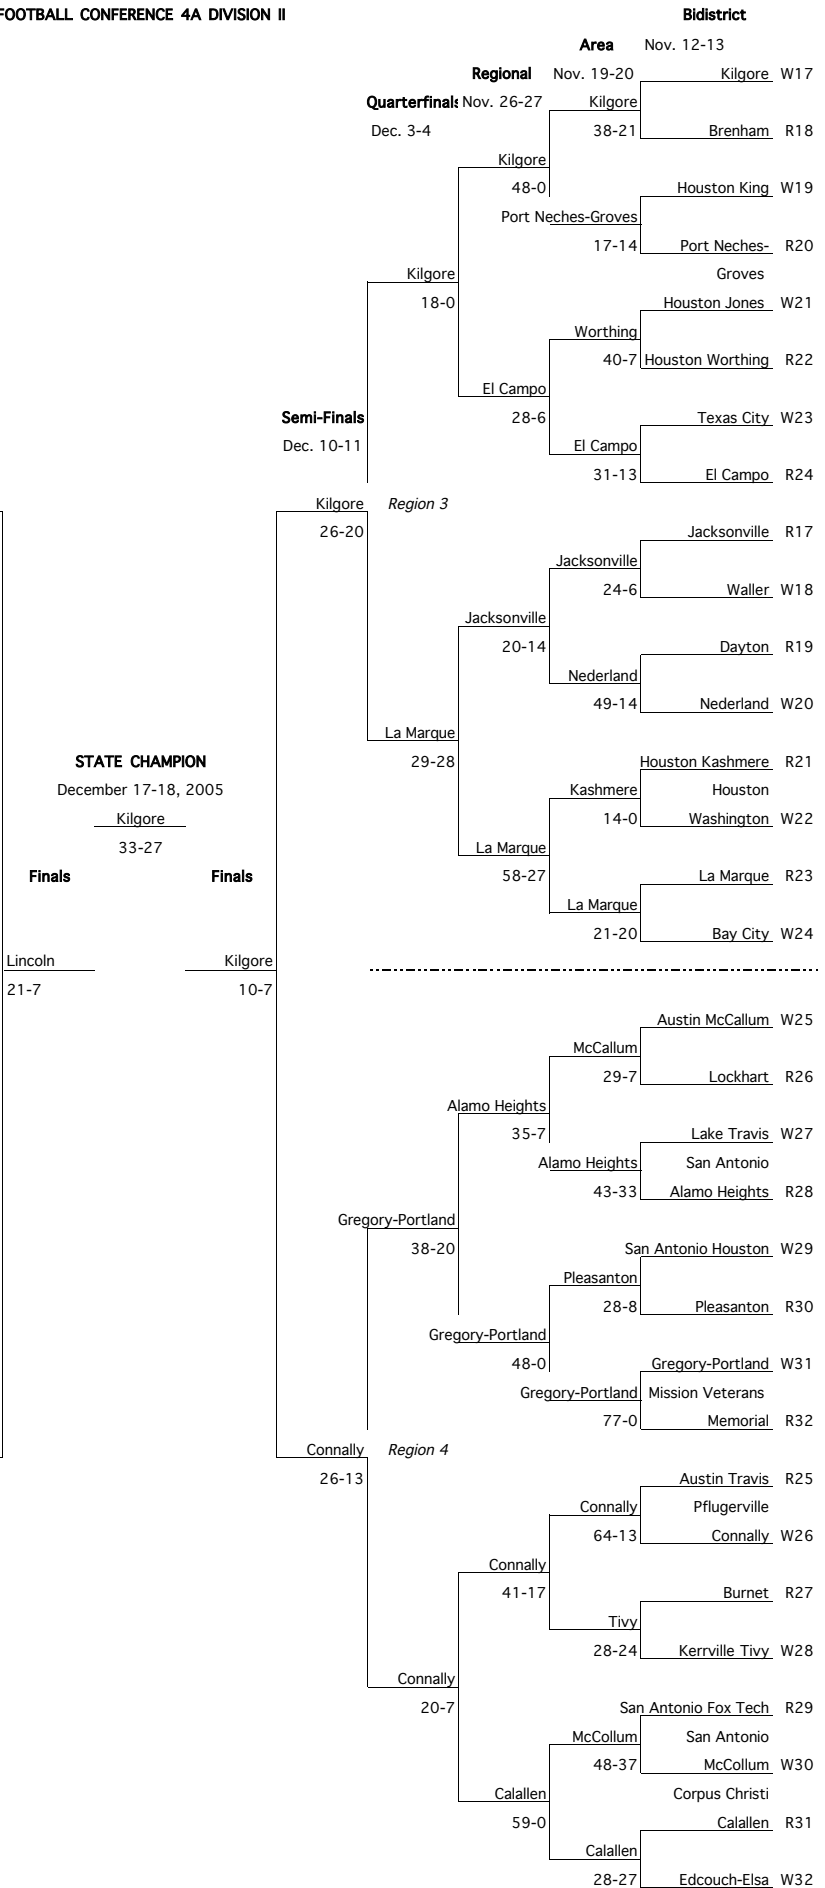 FOOTBALL CONFERENCE 4A DIVISION II
Bidistrict
Area Nov. 12-13
Regional Nov. 19-20 Kilgore W17
Quarterfinals Nov. 26-27 Kilgore
Dec. 3-4 38-21 Brenham R18
Kilgore
48-0 Houston King W19
Port Neches-Groves
17-14 Port Neches- R20
Kilgore Groves
18-0 Houston Jones W21
Worthing
40-7 Houston Worthing R22
El Campo
Semi-Finals 28-6 Texas City W23
Dec. 10-11 El Campo
31-13 El Campo R24
Kilgore Region 3
26-20 Jacksonville R17
Jacksonville
24-6 Waller W18
Jacksonville
20-14 Dayton R19
Nederland
49-14 Nederland W20
La Marque
STATE CHAMPION 29-28 Houston Kashmere R21
December 17-18, 2005 Kashmere Houston
Kilgore 14-0 Washington W22
33-27 La Marque
Finals Finals 58-27 La Marque R23
La Marque
21-20 Bay City W24
Lincoln Kilgore
21-7 10-7
Austin McCallum W25
McCallum
29-7 Lockhart R26
Alamo Heights
35-7 Lake Travis W27
Alamo Heights San Antonio
43-33 Alamo Heights R28
Gregory-Portland
38-20 San Antonio Houston W29
Pleasanton
28-8 Pleasanton R30
Gregory-Portland
48-0 Gregory-Portland W31
Gregory-Portland Mission Veterans
77-0 Memorial R32
Connally Region 4
26-13 Austin Travis R25
Connally Pflugerville
64-13 Connally W26
Connally
41-17 Burnet R27
Tivy
28-24 Kerrville Tivy W28
Connally
20-7 San Antonio Fox Tech R29
McCollum San Antonio
48-37 McCollum W30
Calallen Corpus Christi
59-0 Calallen R31
Calallen
28-27 Edcouch-Elsa W32